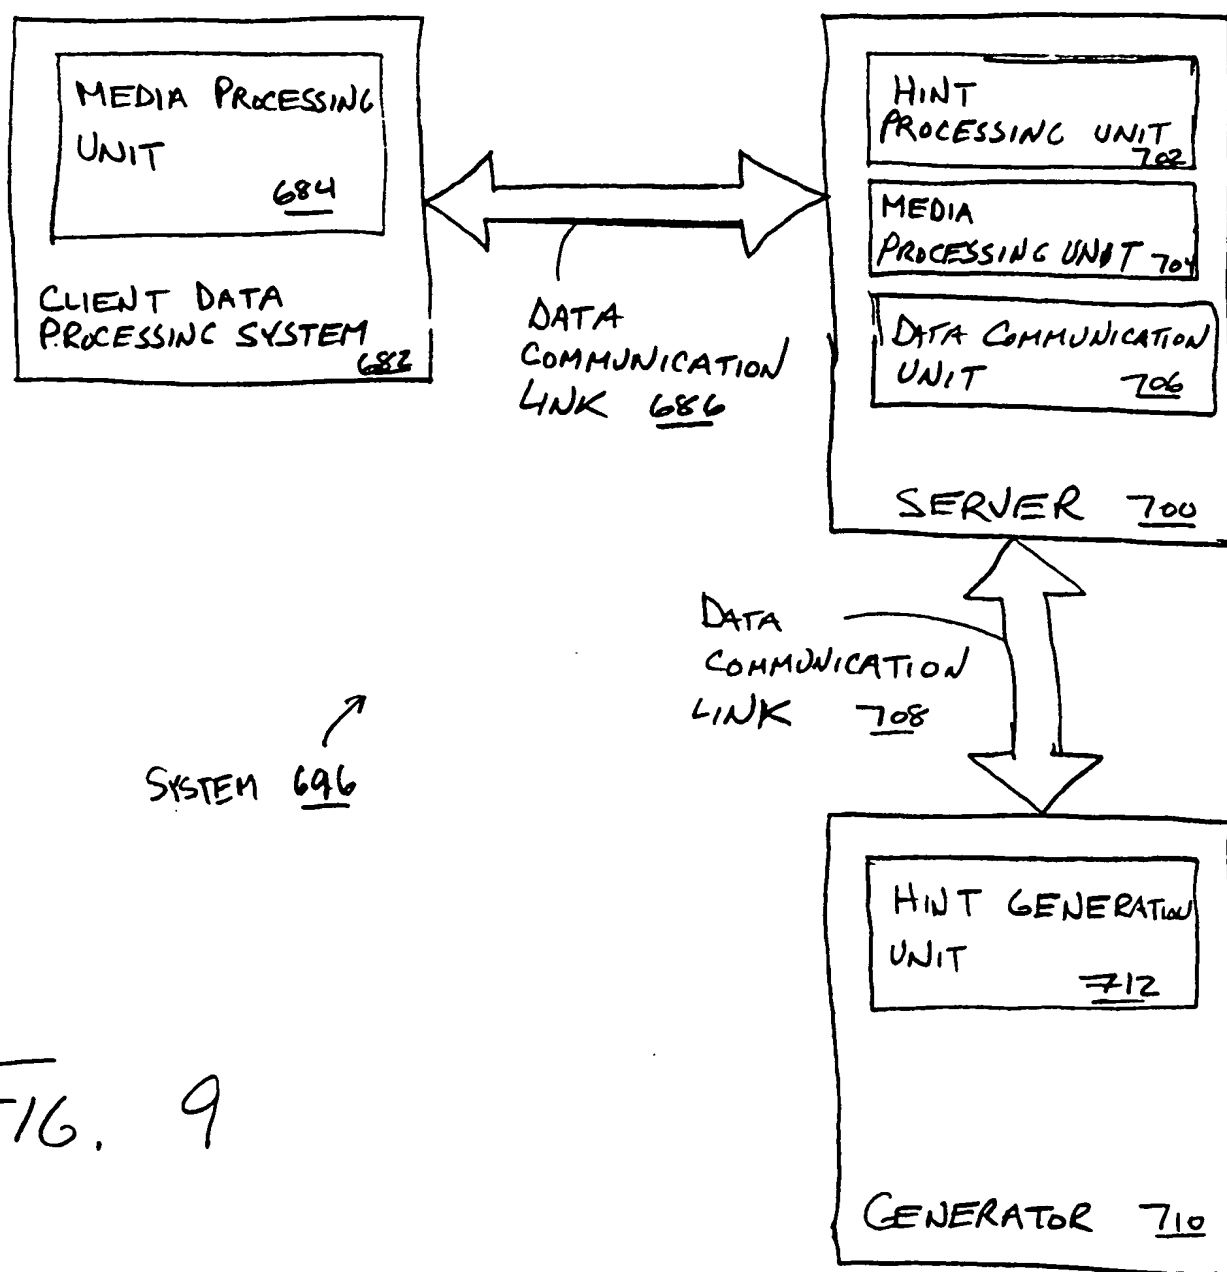 MEDIA PROCESSING
UNIT
684
CLIENT DATA
PROCESSING SYSTEM
682
DATA
COMMUNICATION
LINK 686
HINT
PROCESSING UNIT
702
MEDIA
PROCESSING UNIT 704
DATA COMMUNICATION
UNIT 706
SERVER 700
DATA
COMMUNICATION
LINK 708
SYSTEM 696
HINT GENERATION
UNIT
712
GENERATOR 710
FIG. 9